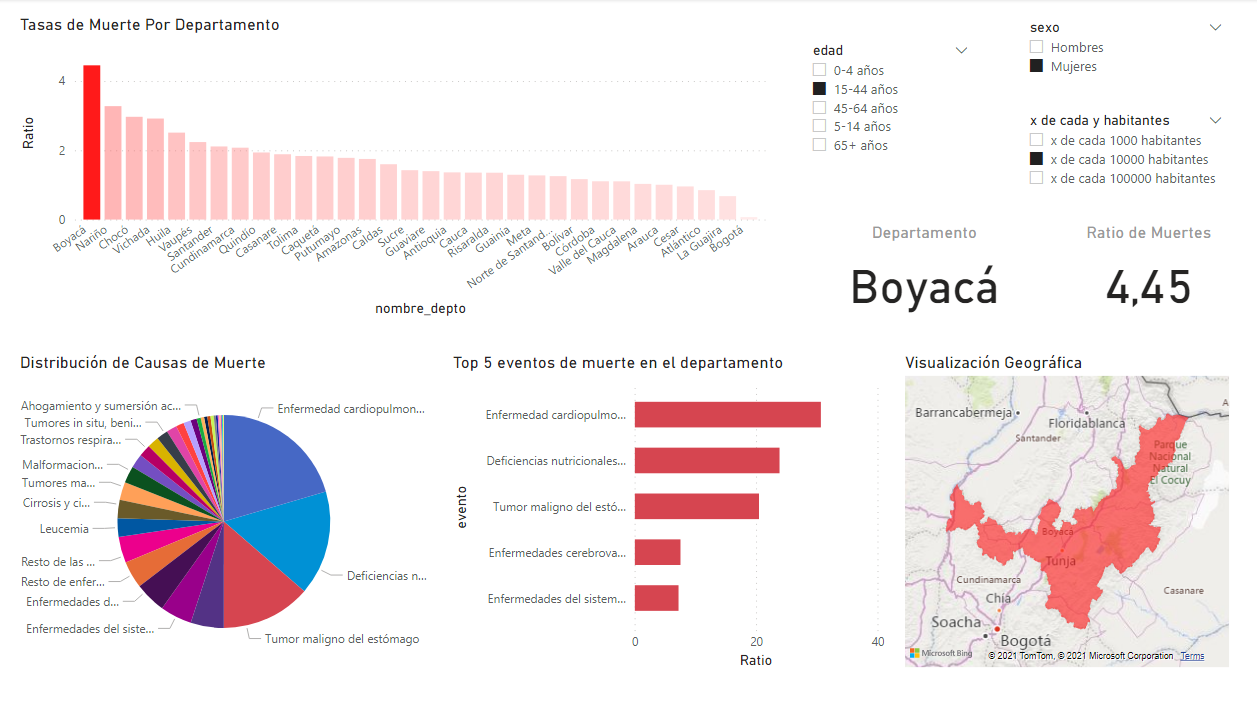 Tasas de Muerte Por Departamento
Ratio
4
2
0
Boyacá
Nariño
Chocó
Vichada
Huila
Vaupés
Santander
Cundinamarca
Quindío
Casanare
Tolima
Caquetá
Putumayo
Amazonas
Caldas
Sucre
Guaviare
Antioquia
Cauca
Risaralda
Guainía
Meta
Norte de Santand...
Bolívar
Córdoba
Valle del Cauca
Magdalena
Arauca
Cesar
Atlántico
La Guajira
Bogotá
nombre_depto
edad
0-4 años
15-44 años
45-64 años
5-14 años
65+ años
sexo
Hombres
Mujeres
x de cada y habitantes
x de cada 1000 habitantes
x de cada 10000 habitantes
x de cada 100000 habitantes
Departamento
Boyacá
Ratio de Muertes
4,45
Distribución de Causas de Muerte
Ahogamiento y sumersión ac...
Tumores in situ, beni...
Trastornos respira...
Malformacion...
Tumores ma...
Cirrosis y ci...
Leucemia
Resto de las ...
Resto de enfer...
Enfermedades d...
Enfermedades del siste...
Enfermedad cardiopulmon...
Deficiencias n...
Tumor maligno del estómago
Top 5 eventos de muerte en el departamento
evento
Enfermedad cardiopulmo...
Deficiencias nutricionales...
Tumor maligno del estó...
Enfermedades cerebrova...
Enfermedades del sistem...
0
20
40
Ratio
Visualización Geográfica
Barrancabermeja
Floridablanca
Santander
Parque
Nacional
Natural
El Cocuy
Boyaca
Tunja
Cundinamarca
Chía
Casanare
Soacha
Bogotá
Microsoft Bing
© 2021 TomTom, © 2021 Microsoft Corporation
Terms